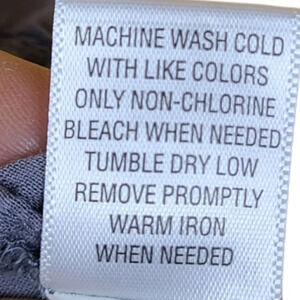 MACHINE WASH COLD
WITH LIKE COLORS
ONLY NON-CHLORINE
BLEACH WHEN NEEDED
TUMBLE DRY LOW
REMOVE PROMPTLY
WARM IRON
WHEN NEEDED